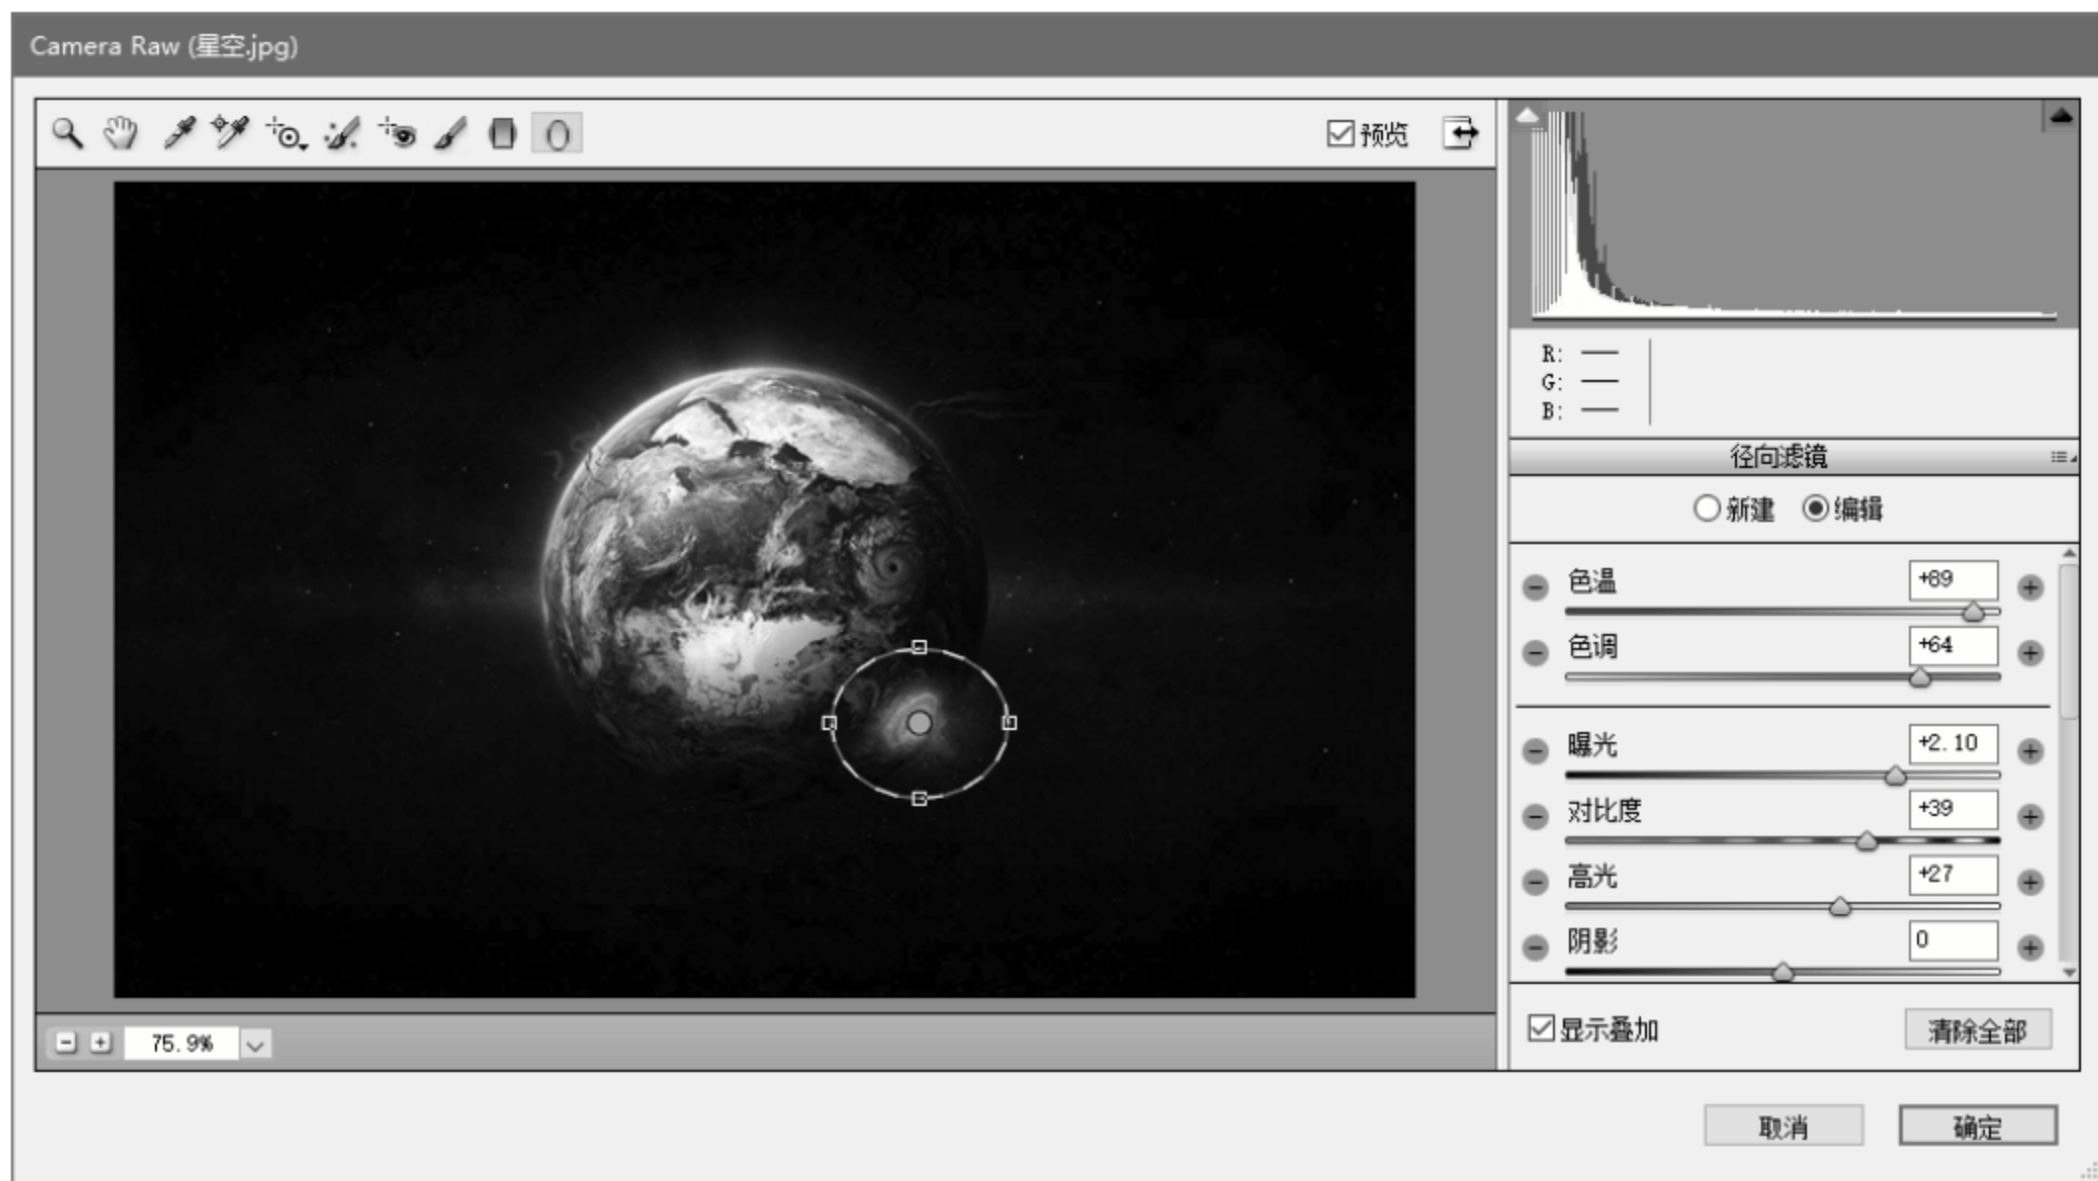 Camera Raw (星空.jpg)
预览
R: —
G: —
B: —
径向滤镜
新建 编辑
色温 +89
色调 +64
曝光 +2.10
对比度 +39
高光 +27
阴影 0
显示叠加 清除全部
75.9%
取消 确定